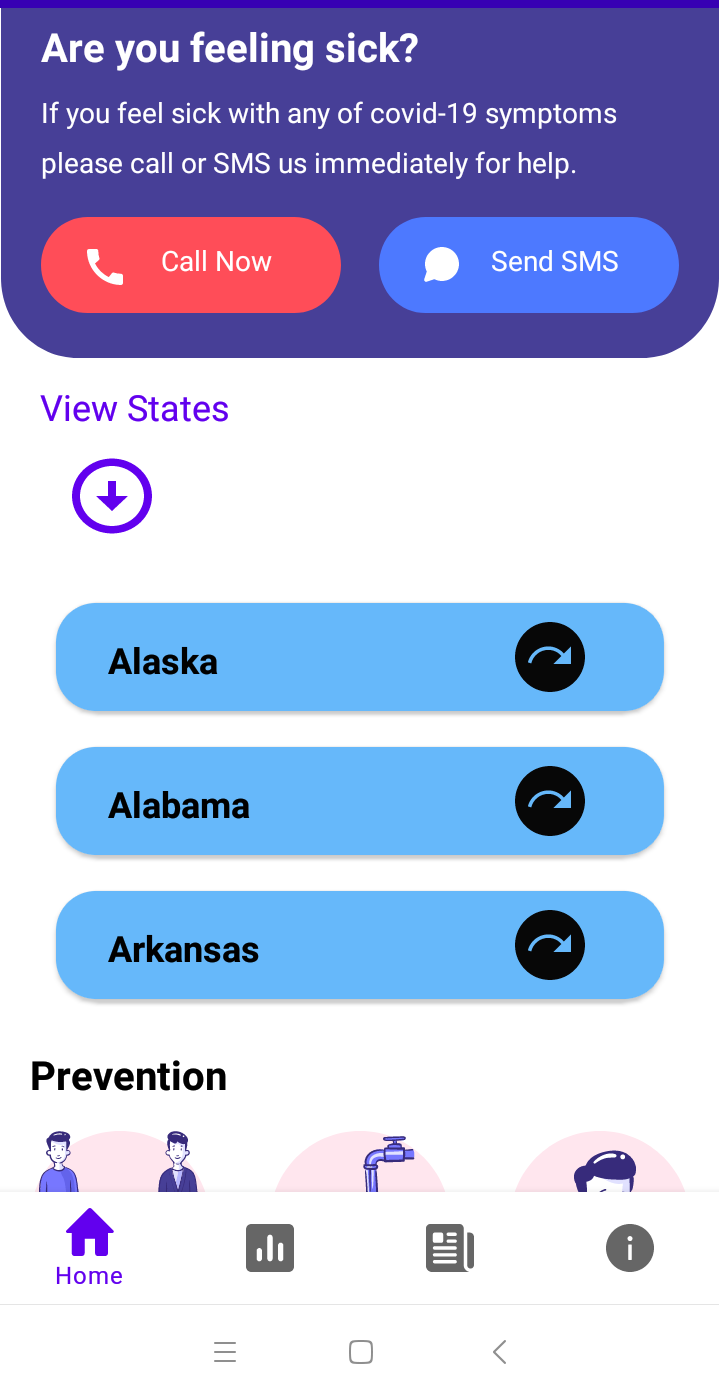 Are you feeling sick?
If you feel sick with any of covid-19 symptoms
please call or SMS us immediately for help.
Call Now
Send SMS
View States
Alaska
Alabama
Arkansas
Prevention
Home